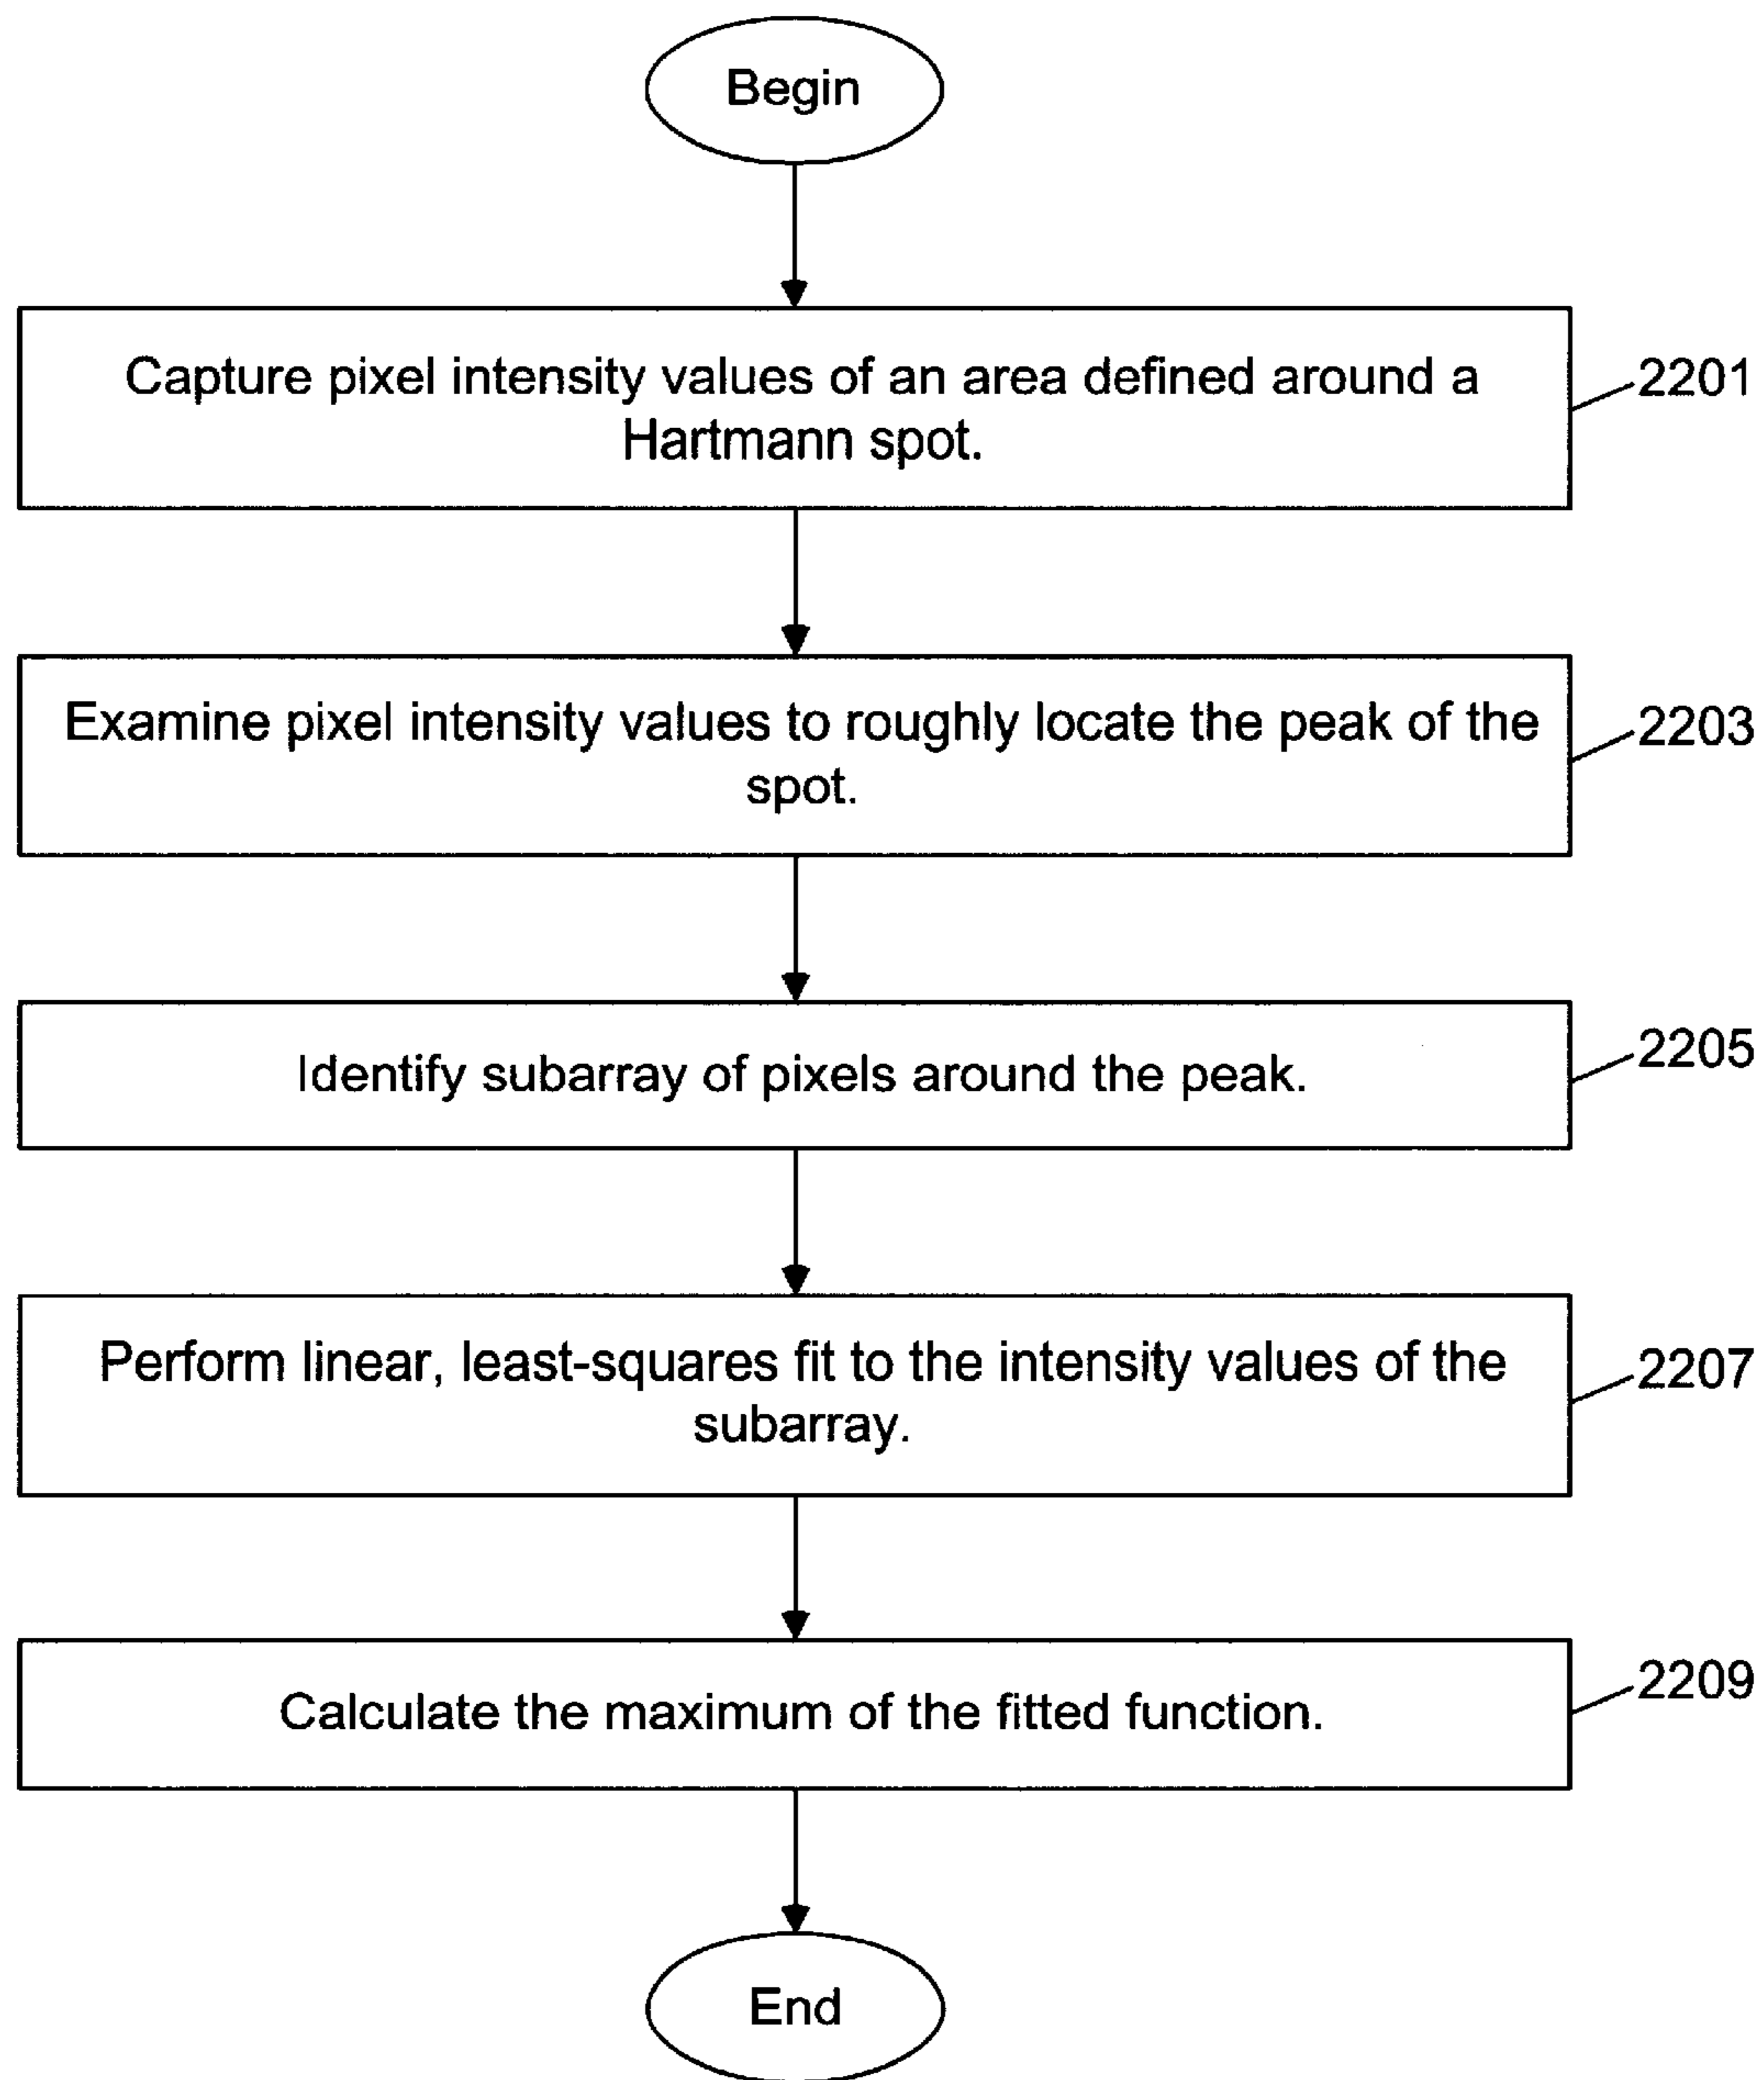 Begin
Capture pixel intensity values of an area defined around a
Hartmann spot.
2201
Examine pixel intensity values to roughly locate the peak of the
spot.
2203
Identify subarray of pixels around the peak.
2205
Perform linear, least-squares fit to the intensity values of the
subarray.
2207
Calculate the maximum of the fitted function.
2209
End